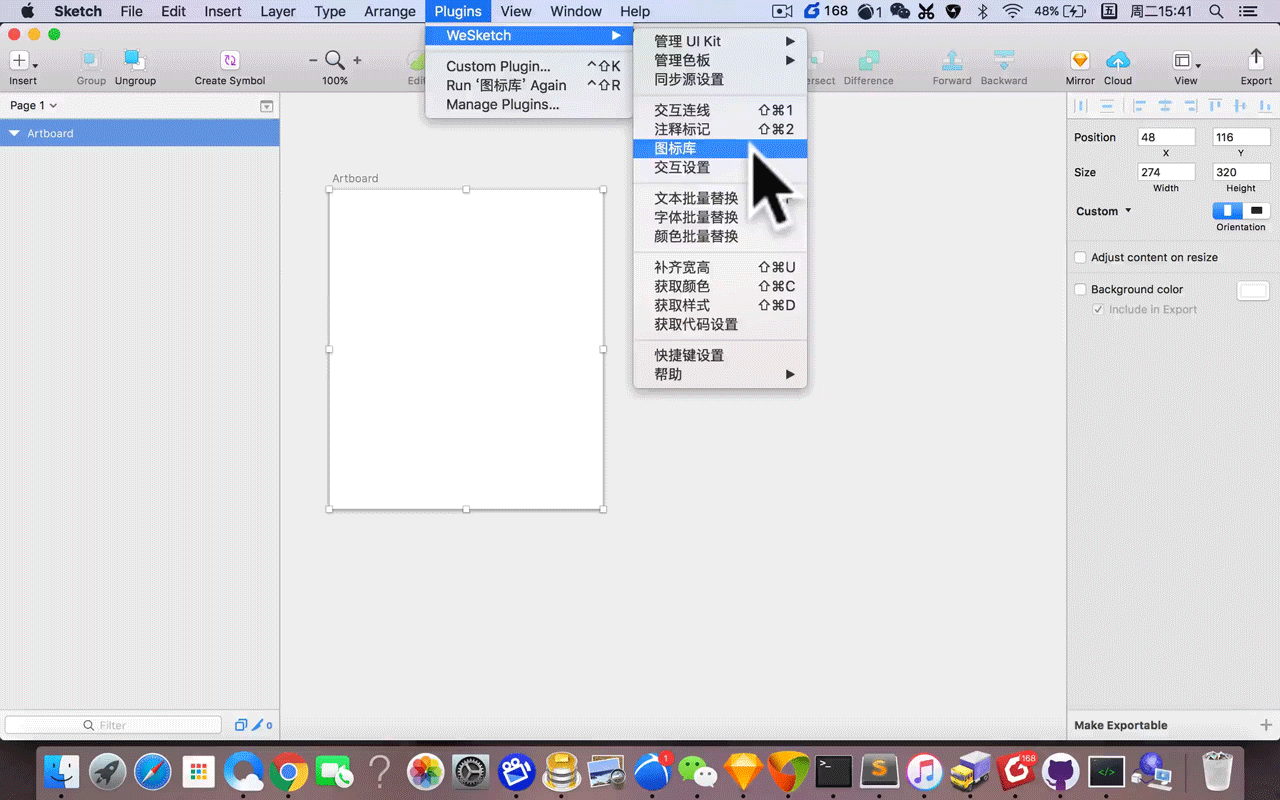 Sketch File Edit Insert Layer Type Arrange Plugins View Window Help 168 1 48% 五 周二15:41
Insert Group Ungroup Create Symbol 100% Difference Forward Backward Mirror Cloud View Export
WeSketch
Custom Plugin... ^⇧K
Run ‘图标库’ Again ^⇧R
Manage Plugins...
管理 UI Kit
管理色板
同步源设置
交互连线 ⇧⌘1
注释标记 ⇧⌘2
图标库
交互设置
文本批量替换
字体批量替换
颜色批量替换
补齐宽高 ⇧⌘U
获取颜色 ⇧⌘C
获取样式 ⇧⌘D
获取代码设置
快捷键设置
帮助
Page 1
Artboard
Artboard
Position 48 116
X Y
Size 274 320
Width Height
Custom
Orientation
Adjust content on resize
Background color
Include in Export
Filter 0
Make Exportable
1
168